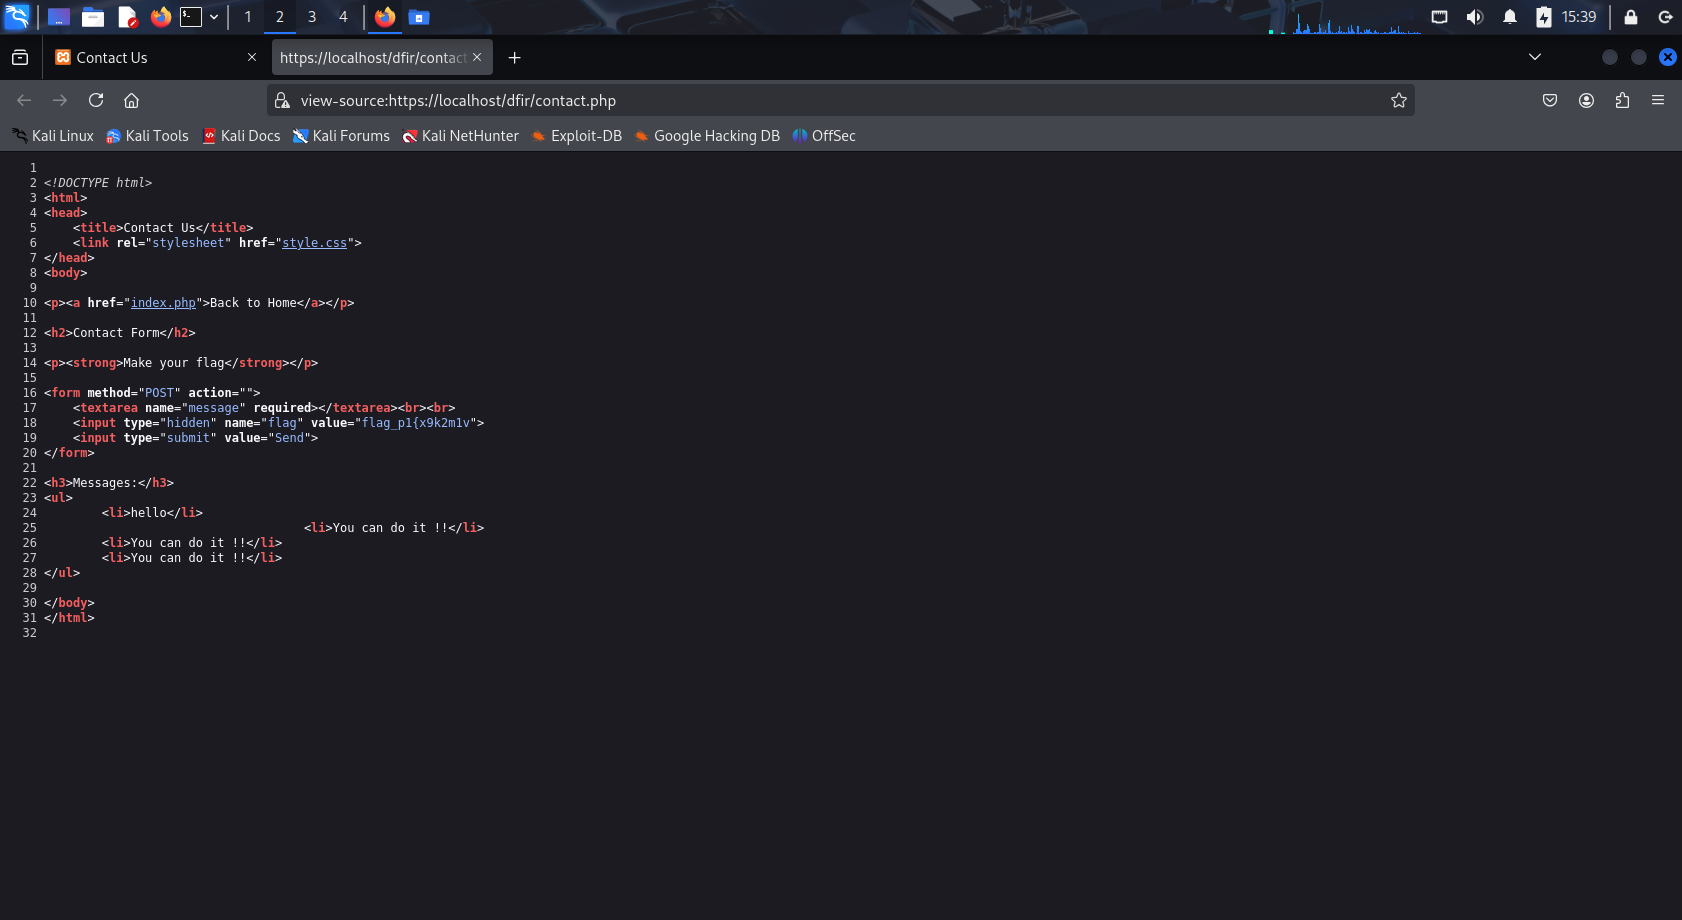 1 2 3 4 15:39
Contact Us https://localhost/dfir/contact
view-source:https://localhost/dfir/contact.php
Kali Linux Kali Tools Kali Docs Kali Forums Kali NetHunter Exploit-DB Google Hacking DB OffSec
1
2 <!DOCTYPE html>
3 <html>
4 <head>
5     <title>Contact Us</title>
6     <link rel="stylesheet" href="style.css">
7 </head>
8 <body>
9
10 <p><a href="index.php">Back to Home</a></p>
11
12 <h2>Contact Form</h2>
13
14 <p><strong>Make your flag</strong></p>
15
16 <form method="POST" action="">
17     <textarea name="message" required></textarea><br><br>
18     <input type="hidden" name="flag" value="flag_p1{x9k2m1v">
19     <input type="submit" value="Send">
20 </form>
21
22 <h3>Messages:</h3>
23 <ul>
24         <li>hello</li>
25                                     <li>You can do it !!</li>
26         <li>You can do it !!</li>
27         <li>You can do it !!</li>
28 </ul>
29
30 </body>
31 </html>
32